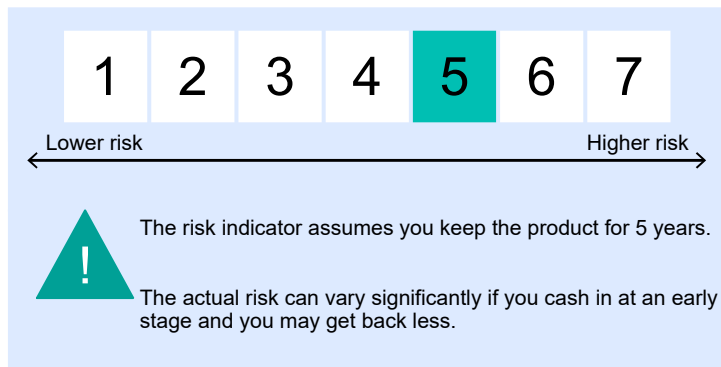 1 2 3 4 5 6 7
Lower risk Higher risk
The risk indicator assumes you keep the product for 5 years.
!
The actual risk can vary significantly if you cash in at an early
stage and you may get back less.